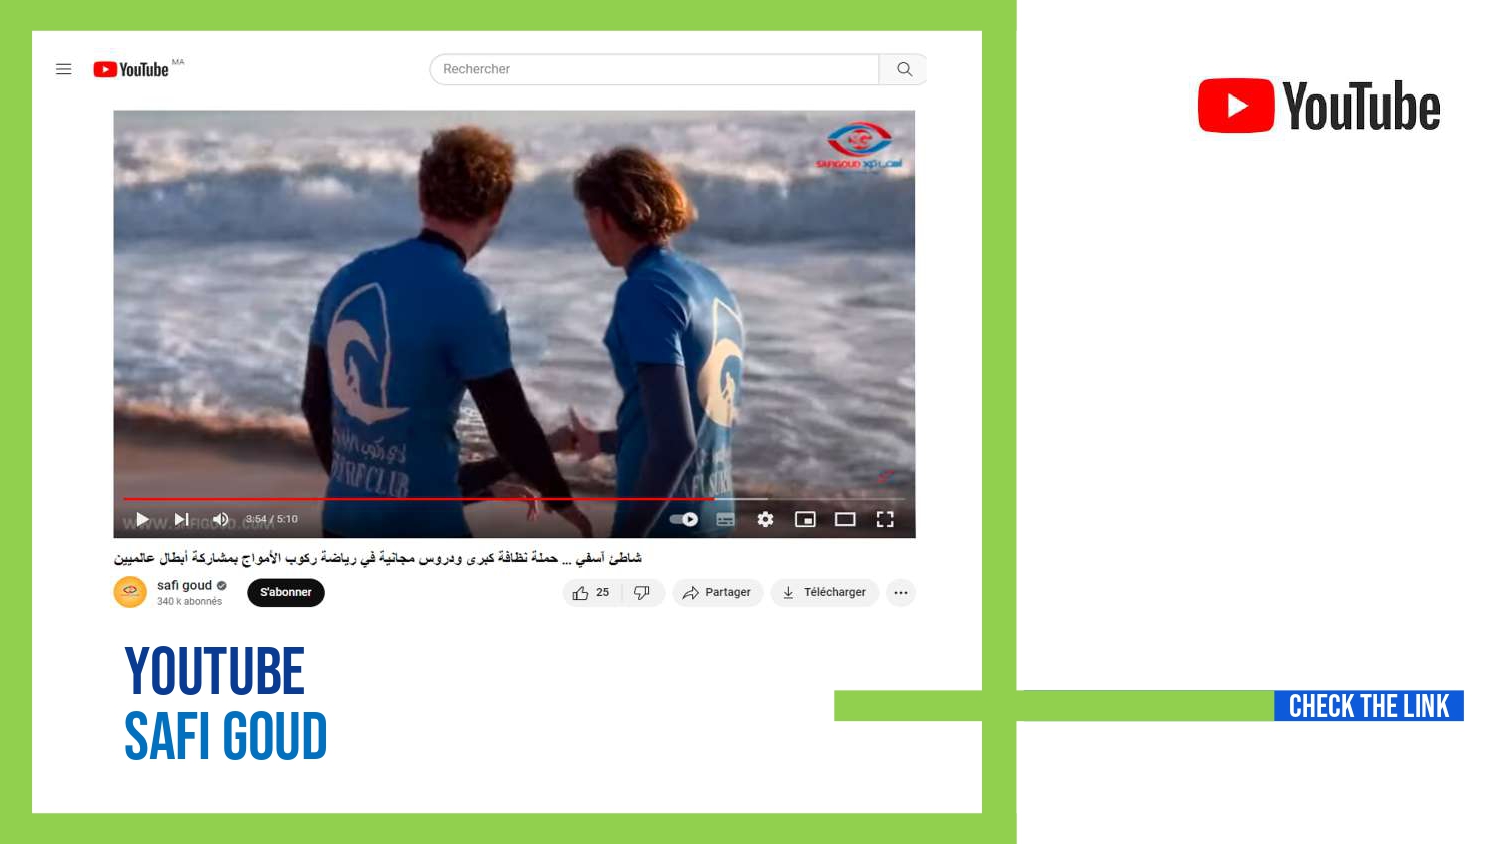 YouTube MA
Rechercher
YouTube
SAFIGOUD آسفي كود
SURFCLUB
WWW.SAFIGOUD.COM
3:54 / 5:10
شاطئ أسفي ... حملة نظافة كبرى ودروس مجانية في رياضة ركوب الأمواج بمشاركة أبطال عالميين
safi goud
340 k abonnés
S'abonner
25
Partager
Télécharger
YOUTUBE
SAFI GOUD
CHECK THE LINK